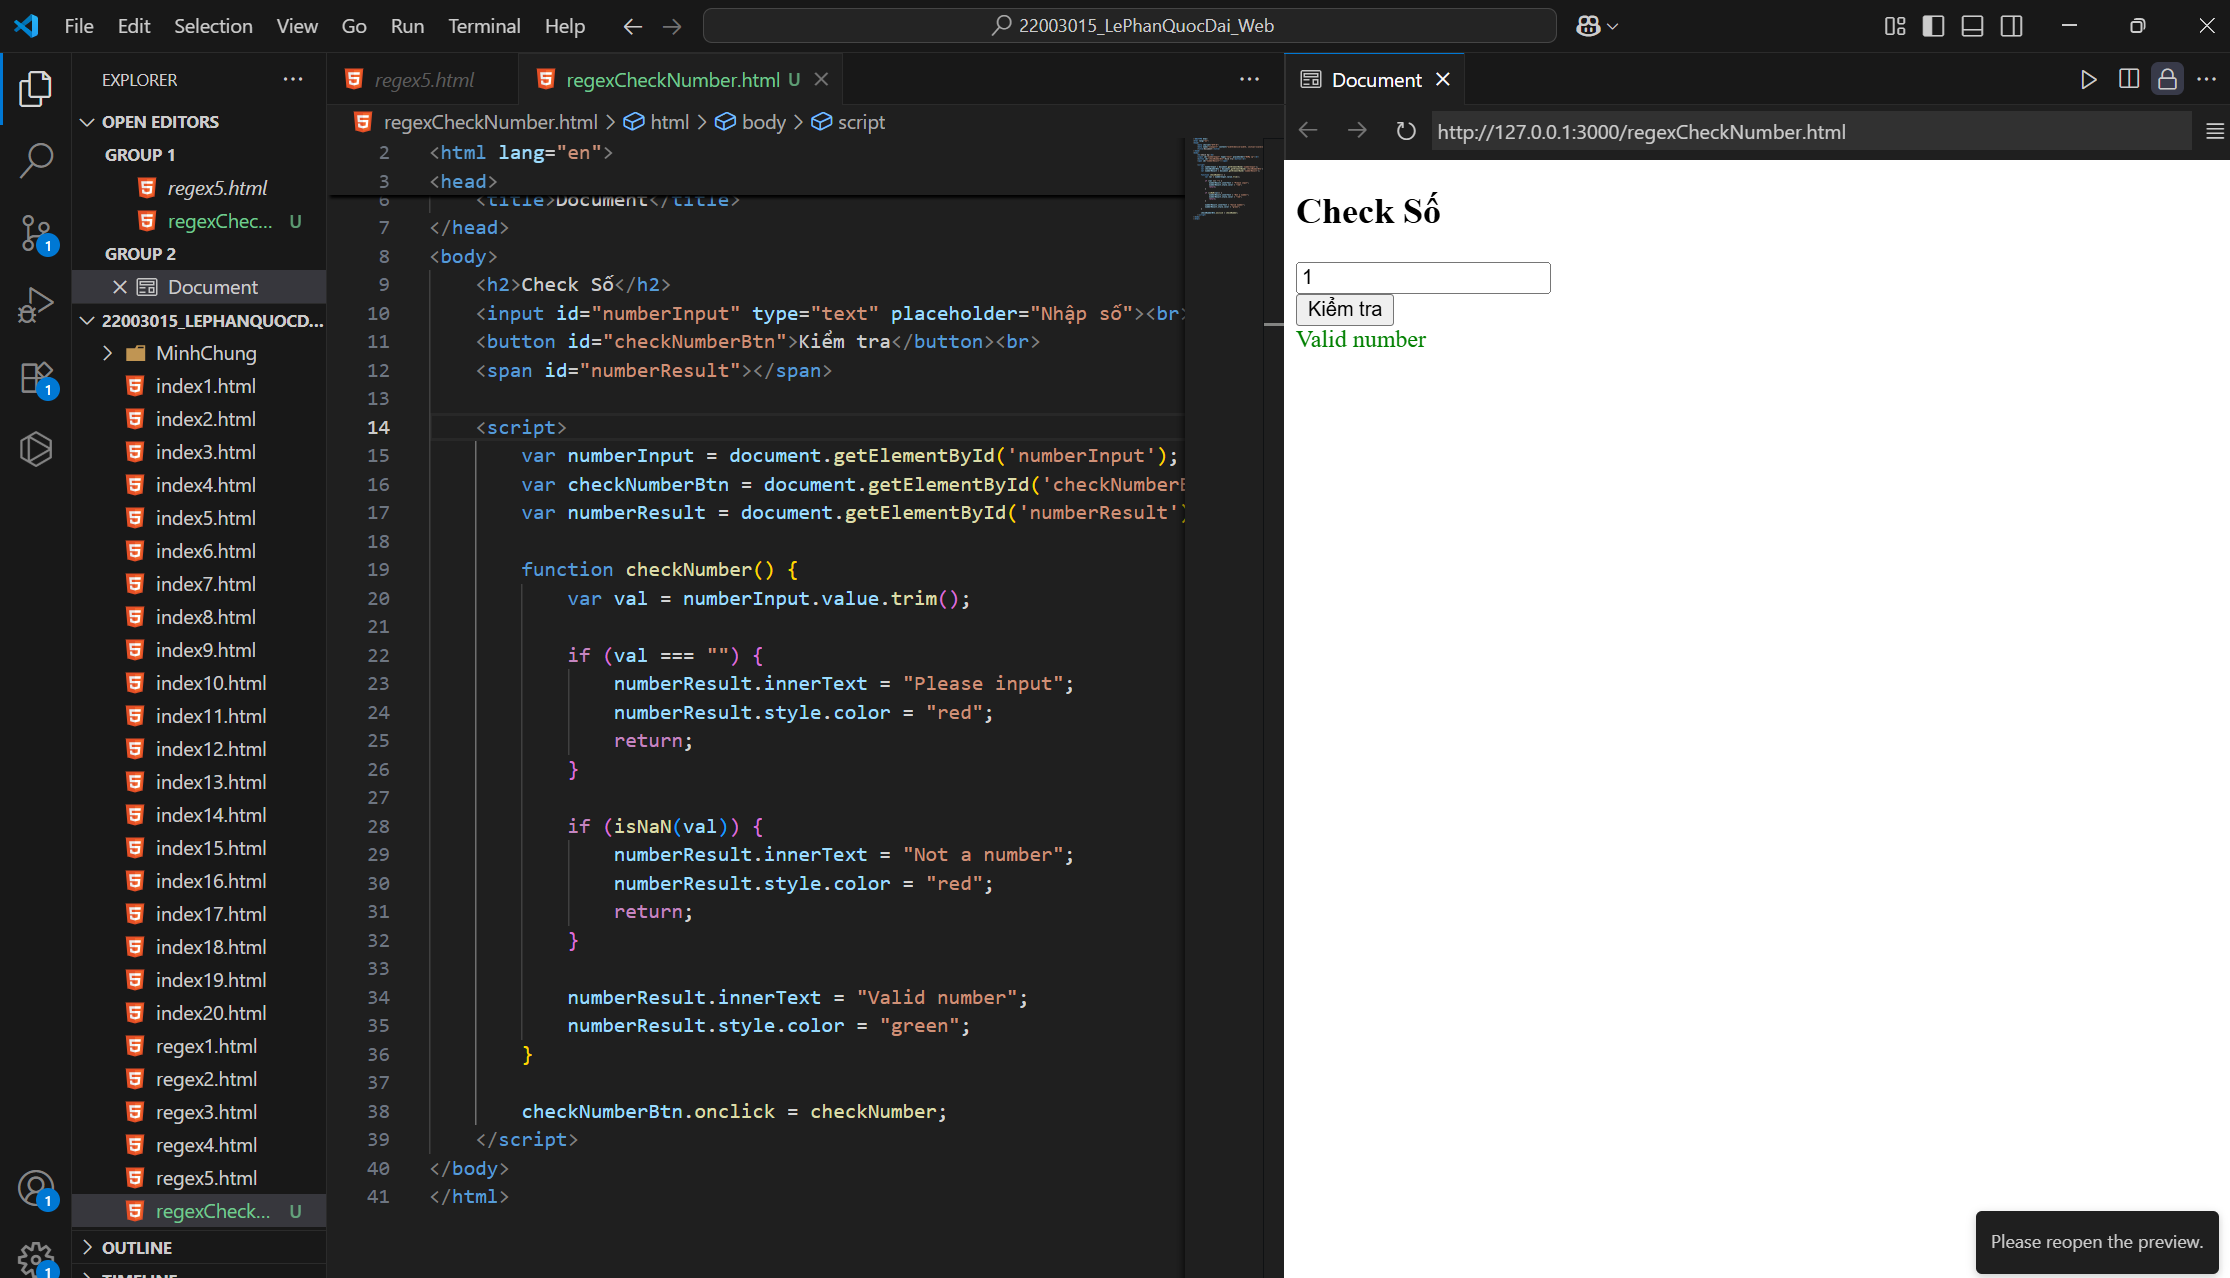 File Edit Selection View Go Run Terminal Help
22003015_LePhanQuocDai_Web
EXPLORER
OPEN EDITORS
GROUP 1
regex5.html
regexChec... U
GROUP 2
Document
22003015_LEPHANQUOCD...
MinhChung
index1.html
index2.html
index3.html
index4.html
index5.html
index6.html
index7.html
index8.html
index9.html
index10.html
index11.html
index12.html
index13.html
index14.html
index15.html
index16.html
index17.html
index18.html
index19.html
index20.html
regex1.html
regex2.html
regex3.html
regex4.html
regex5.html
regexCheck... U
OUTLINE
TIMELINE
1
1
1
1
regex5.html
regexCheckNumber.html U
regexCheckNumber.html > html > body > script
2 <html lang="en">
3 <head>
6 <title>Document</title>
7 </head>
8 <body>
9 <h2>Check Số</h2>
10 <input id="numberInput" type="text" placeholder="Nhập số"><br>
11 <button id="checkNumberBtn">Kiểm tra</button><br>
12 <span id="numberResult"></span>
13
14 <script>
15 var numberInput = document.getElementById('numberInput');
16 var checkNumberBtn = document.getElementById('checkNumberB
17 var numberResult = document.getElementById('numberResult')
18
19 function checkNumber() {
20 var val = numberInput.value.trim();
21
22 if (val === "") {
23 numberResult.innerText = "Please input";
24 numberResult.style.color = "red";
25 return;
26 }
27
28 if (isNaN(val)) {
29 numberResult.innerText = "Not a number";
30 numberResult.style.color = "red";
31 return;
32 }
33
34 numberResult.innerText = "Valid number";
35 numberResult.style.color = "green";
36 }
37
38 checkNumberBtn.onclick = checkNumber;
39 </script>
40 </body>
41 </html>
Document
http://127.0.0.1:3000/regexCheckNumber.html
Check Số
1
Kiểm tra
Valid number
Please reopen the preview.